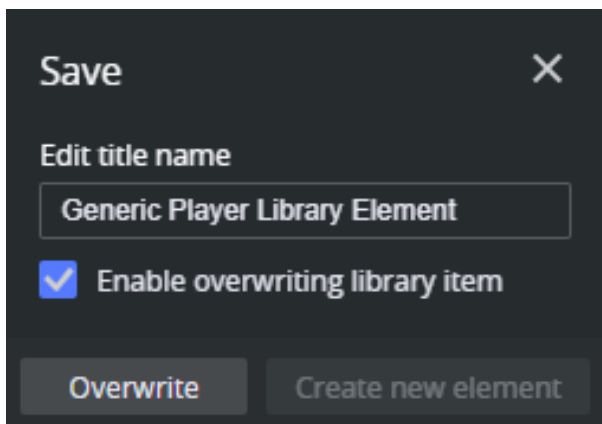 Save
Edit title name
Generic Player Library Element
Enable overwriting library item
Overwrite
Create new element